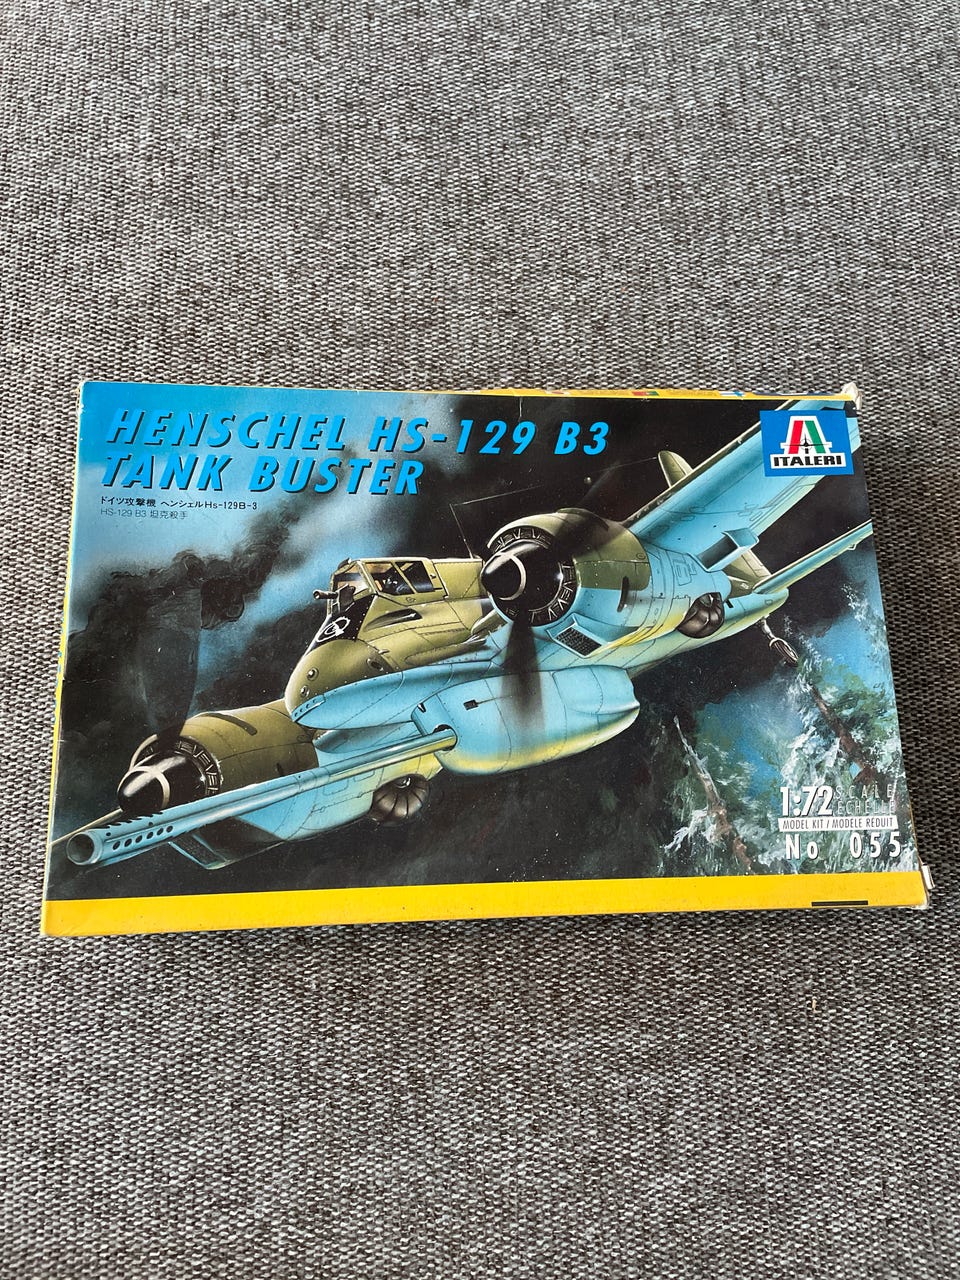 HENSCHEL HS-129 B3
TANK BUSTER
ドイツ攻撃機 ヘンシェルHs-129B-3
HS-129 B3 坦克殺手
ITALERI
1:72 SCALE
ECHELLE
MODEL KIT / MODELE REDUIT
No 055